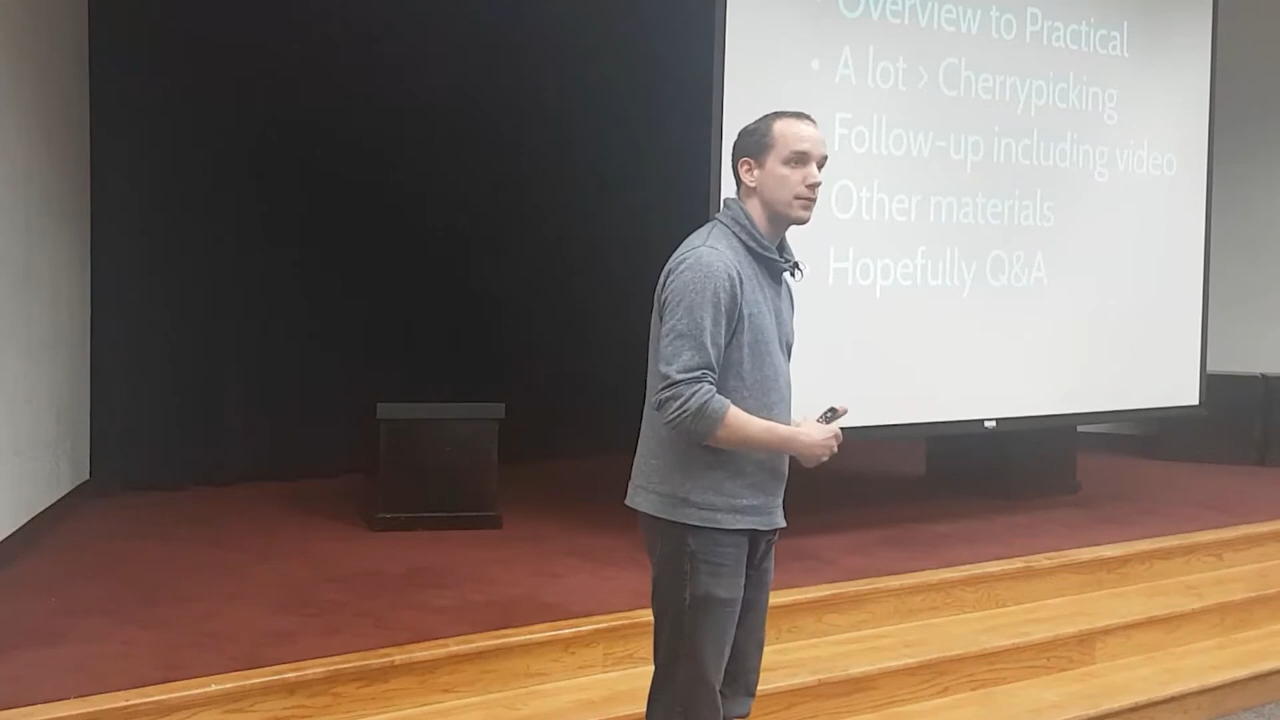 • Overview to Practical
• A lot > Cherrypicking
Follow-up including video
Other materials
Hopefully Q&A